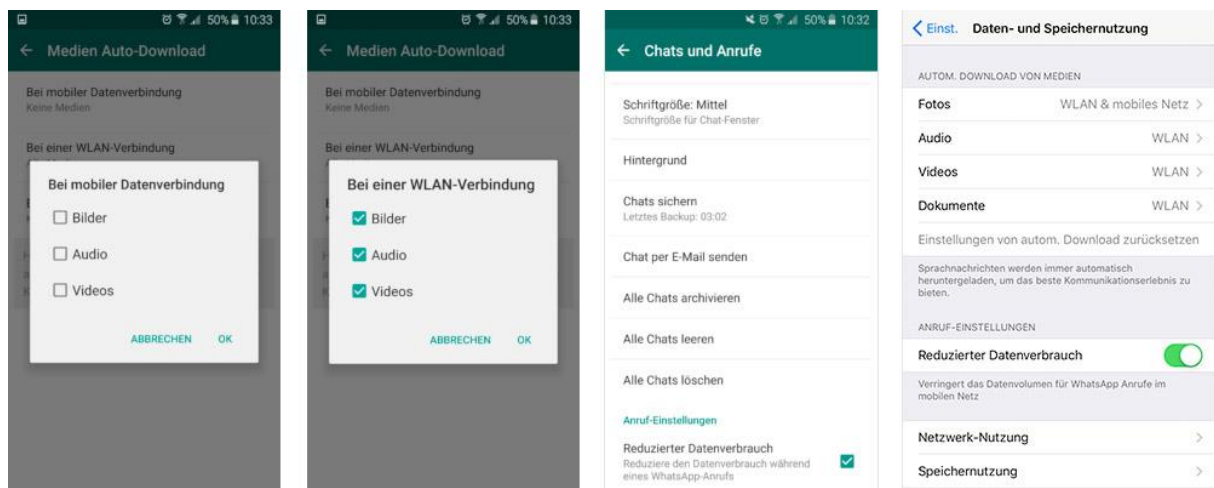 50% 10:33
Medien Auto-Download
Bei mobiler Datenverbindung
Keine Medien
Bei einer WLAN-Verbindung
Bei mobiler Datenverbindung
Bilder
Audio
Videos
ABBRECHEN OK
50% 10:33
Medien Auto-Download
Bei mobiler Datenverbindung
Keine Medien
Bei einer WLAN-Verbindung
Bei einer WLAN-Verbindung
Bilder
Audio
Videos
ABBRECHEN OK
50% 10:32
Chats und Anrufe
Schriftgröße: Mittel
Schriftgröße für Chat-Fenster
Hintergrund
Chats sichern
Letztes Backup: 03:02
Chat per E-Mail senden
Alle Chats archivieren
Alle Chats leeren
Alle Chats löschen
Anruf-Einstellungen
Reduzierter Datenverbrauch
Reduziere den Datenverbrauch während
eines WhatsApp-Anrufs
Einst. Daten- und Speichernutzung
AUTOM. DOWNLOAD VON MEDIEN
Fotos WLAN & mobiles Netz
Audio WLAN
Videos WLAN
Dokumente WLAN
Einstellungen von autom. Download zurücksetzen
Sprachnachrichten werden immer automatisch
heruntergeladen, um das beste Kommunikationserlebnis zu
bieten.
ANRUF-EINSTELLUNGEN
Reduzierter Datenverbrauch
Verringert das Datenvolumen für WhatsApp Anrufe im
mobilen Netz
Netzwerk-Nutzung
Speichernutzung